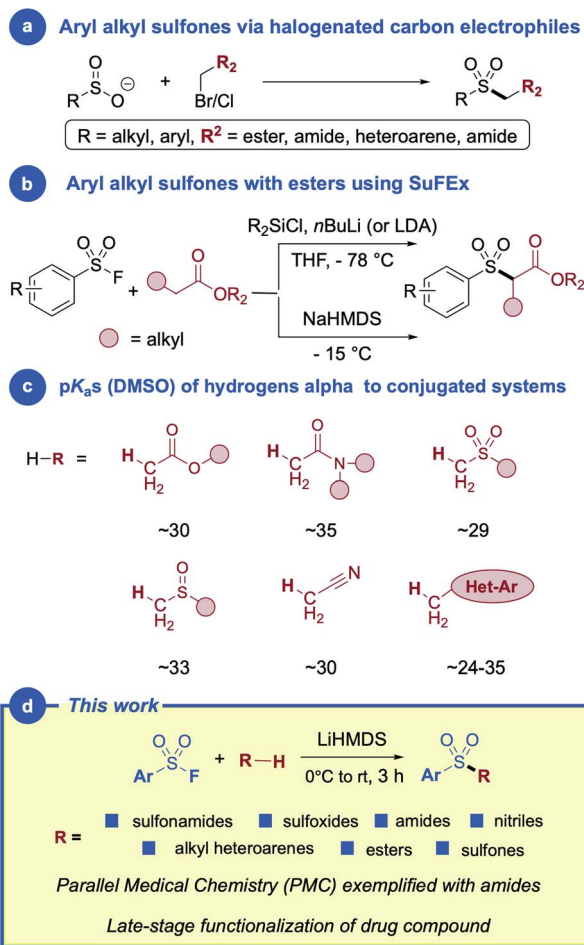 a Aryl alkyl sulfones via halogenated carbon electrophiles
R S O O ⊖ + R2 Br/Cl R S O O R2
R = alkyl, aryl, R2 = ester, amide, heteroarene, amide
b Aryl alkyl sulfones with esters using SuFEx
R2SiCl, nBuLi (or LDA)
THF, - 78 °C
R O O S F + O OR2 R O O S O OR2
NaHMDS
- 15 °C
= alkyl
c pKas (DMSO) of hydrogens alpha to conjugated systems
H–R =
H C H2 O O H C H2 O N H C H2 O O S
~30 ~35 ~29
H C H2 S O H C H2 N H C H2 Het-Ar
~33 ~30 ~24-35
d This work
Ar O O S F + R–H LiHMDS Ar O O S R
0°C to rt, 3 h
R = sulfonamides sulfoxides amides nitriles
alkyl heteroarenes esters sulfones
Parallel Medical Chemistry (PMC) exemplified with amides
Late-stage functionalization of drug compound